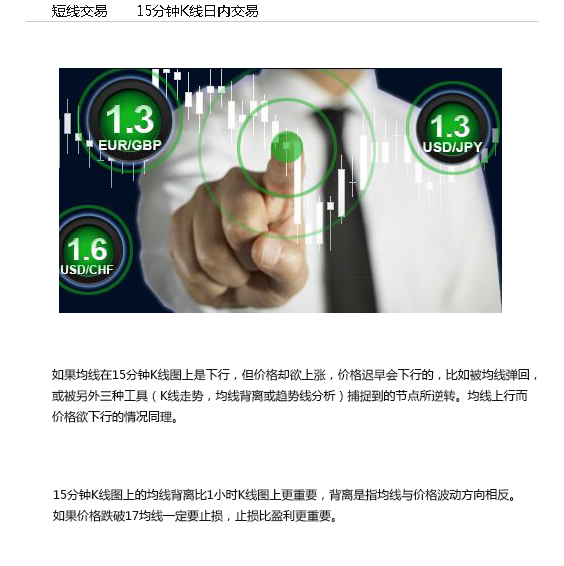 短线交易 15分钟K线日内交易
1.3
EUR/GBP
1.3
USD/JPY
1.6
USD/CHF
如果均线在15分钟K线图上是下行，但价格却欲上涨，价格迟早会下行的，比如被均线弹回，
或被另外三种工具（K线走势，均线背离或趋势线分析）捕捉到的节点所逆转。均线上行而
价格欲下行的情况同理。
15分钟K线图上的均线背离比1小时K线图上更重要，背离是指均线与价格波动方向相反。
如果价格跌破17均线一定要止损，止损比盈利更重要。